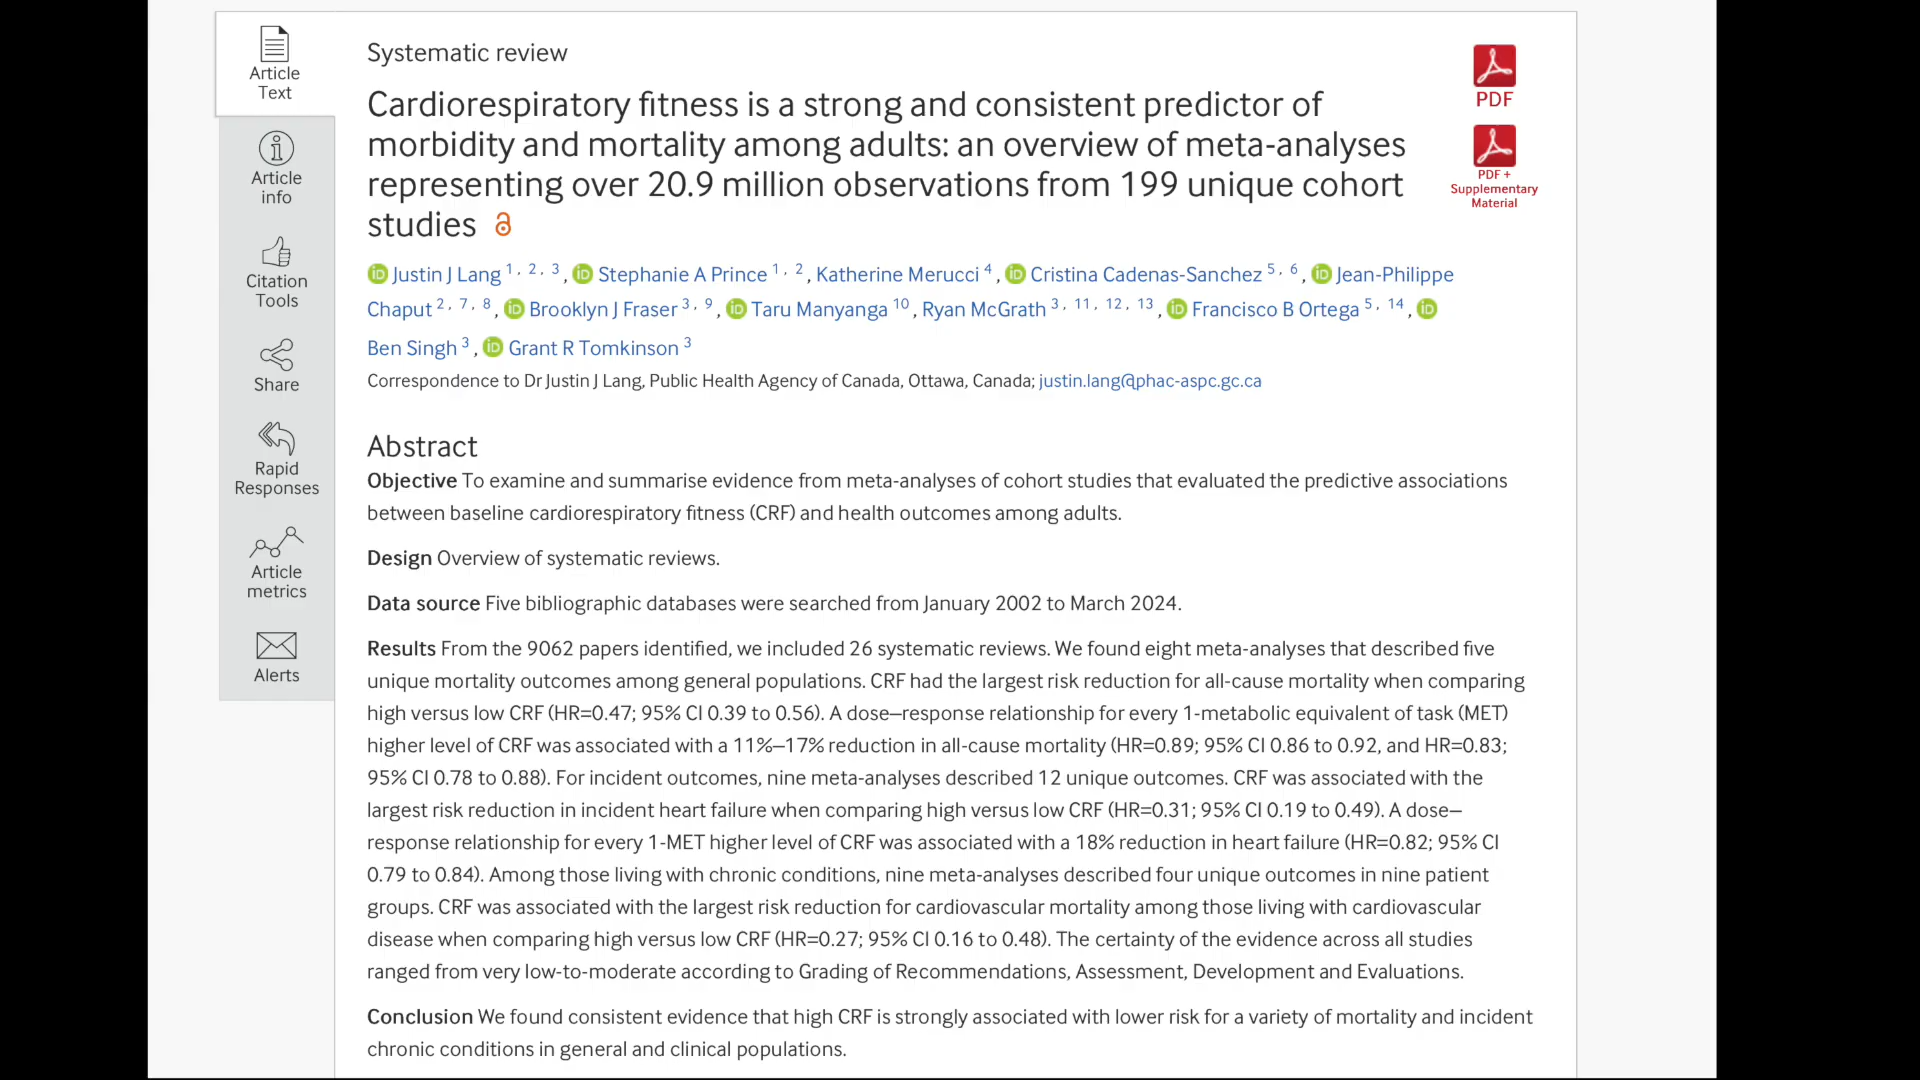 Article
Text
Article
info
Citation
Tools
Share
Rapid
Responses
Article
metrics
Alerts
Systematic review
Cardiorespiratory fitness is a strong and consistent predictor of
morbidity and mortality among adults: an overview of meta-analyses
representing over 20.9 million observations from 199 unique cohort
studies
PDF
PDF +
Supplementary
Material
iD Justin J Lang 1, 2, 3, iD Stephanie A Prince 1, 2, Katherine Merucci 4, iD Cristina Cadenas-Sanchez 5, 6, iD Jean-Philippe
Chaput 2, 7, 8, iD Brooklyn J Fraser 3, 9, iD Taru Manyanga 10, Ryan McGrath 3, 11, 12, 13, iD Francisco B Ortega 5, 14, iD
Ben Singh 3, iD Grant R Tomkinson 3
Correspondence to Dr Justin J Lang, Public Health Agency of Canada, Ottawa, Canada; justin.lang@phac-aspc.gc.ca
Abstract
Objective To examine and summarise evidence from meta-analyses of cohort studies that evaluated the predictive associations
between baseline cardiorespiratory fitness (CRF) and health outcomes among adults.
Design Overview of systematic reviews.
Data source Five bibliographic databases were searched from January 2002 to March 2024.
Results From the 9062 papers identified, we included 26 systematic reviews. We found eight meta-analyses that described five
unique mortality outcomes among general populations. CRF had the largest risk reduction for all-cause mortality when comparing
high versus low CRF (HR=0.47; 95% CI 0.39 to 0.56). A dose–response relationship for every 1-metabolic equivalent of task (MET)
higher level of CRF was associated with a 11%–17% reduction in all-cause mortality (HR=0.89; 95% CI 0.86 to 0.92, and HR=0.83;
95% CI 0.78 to 0.88). For incident outcomes, nine meta-analyses described 12 unique outcomes. CRF was associated with the
largest risk reduction in incident heart failure when comparing high versus low CRF (HR=0.31; 95% CI 0.19 to 0.49). A dose–
response relationship for every 1-MET higher level of CRF was associated with a 18% reduction in heart failure (HR=0.82; 95% CI
0.79 to 0.84). Among those living with chronic conditions, nine meta-analyses described four unique outcomes in nine patient
groups. CRF was associated with the largest risk reduction for cardiovascular mortality among those living with cardiovascular
disease when comparing high versus low CRF (HR=0.27; 95% CI 0.16 to 0.48). The certainty of the evidence across all studies
ranged from very low-to-moderate according to Grading of Recommendations, Assessment, Development and Evaluations.
Conclusion We found consistent evidence that high CRF is strongly associated with lower risk for a variety of mortality and incident
chronic conditions in general and clinical populations.